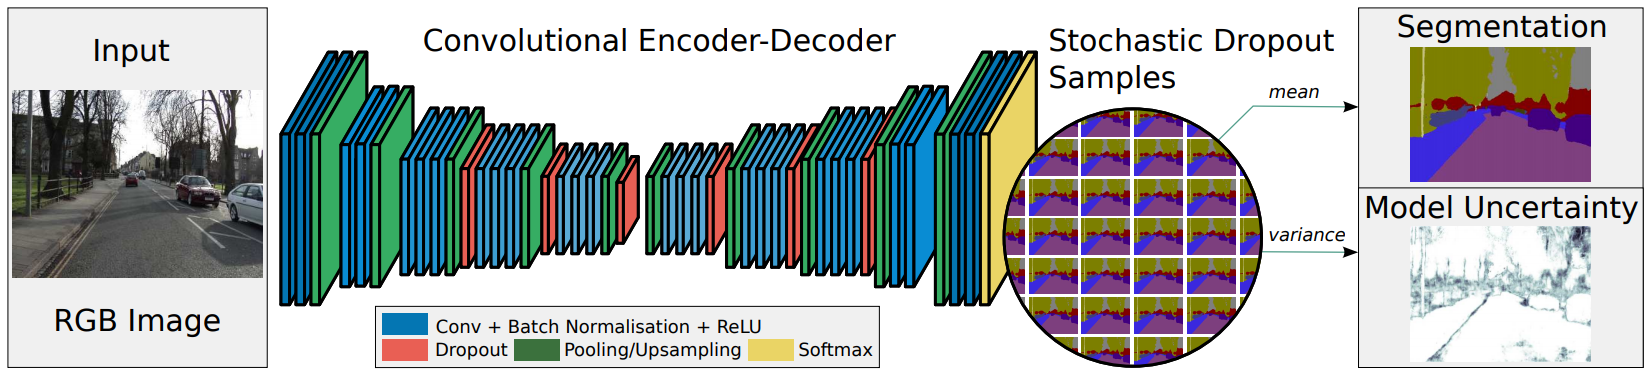 Input
RGB Image
Convolutional Encoder-Decoder
Conv + Batch Normalisation + ReLU
Dropout
Pooling/Upsampling
Softmax
Stochastic Dropout
Samples
mean
variance
Segmentation
Model Uncertainty